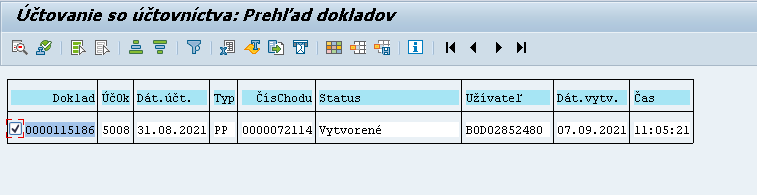 Účtovanie so účtovníctva: Prehľad dokladov
Doklad ÚčOk Dát.účt. Typ ČísChodu Status Užívateľ Dát.vytv. Čas
0000115186 5008 31.08.2021 PP 0000072114 Vytvorené BOD02852480 07.09.2021 11:05:21